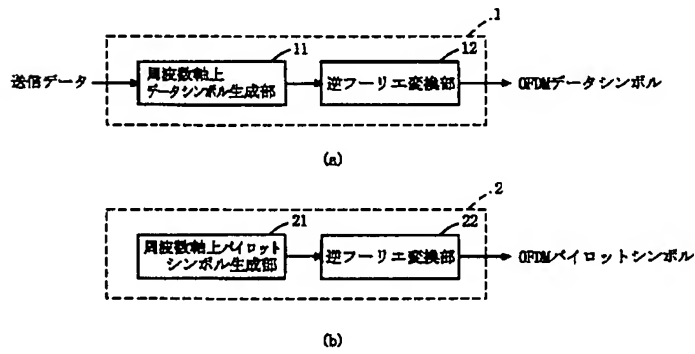 1
11
12
送信データ
周波数軸上
データシンボル生成部
逆フーリエ変換部
OFDMデータシンボル
(a)
2
21
22
周波数軸上パイロット
シンボル生成部
逆フーリエ変換部
OFDMパイロットシンボル
(b)